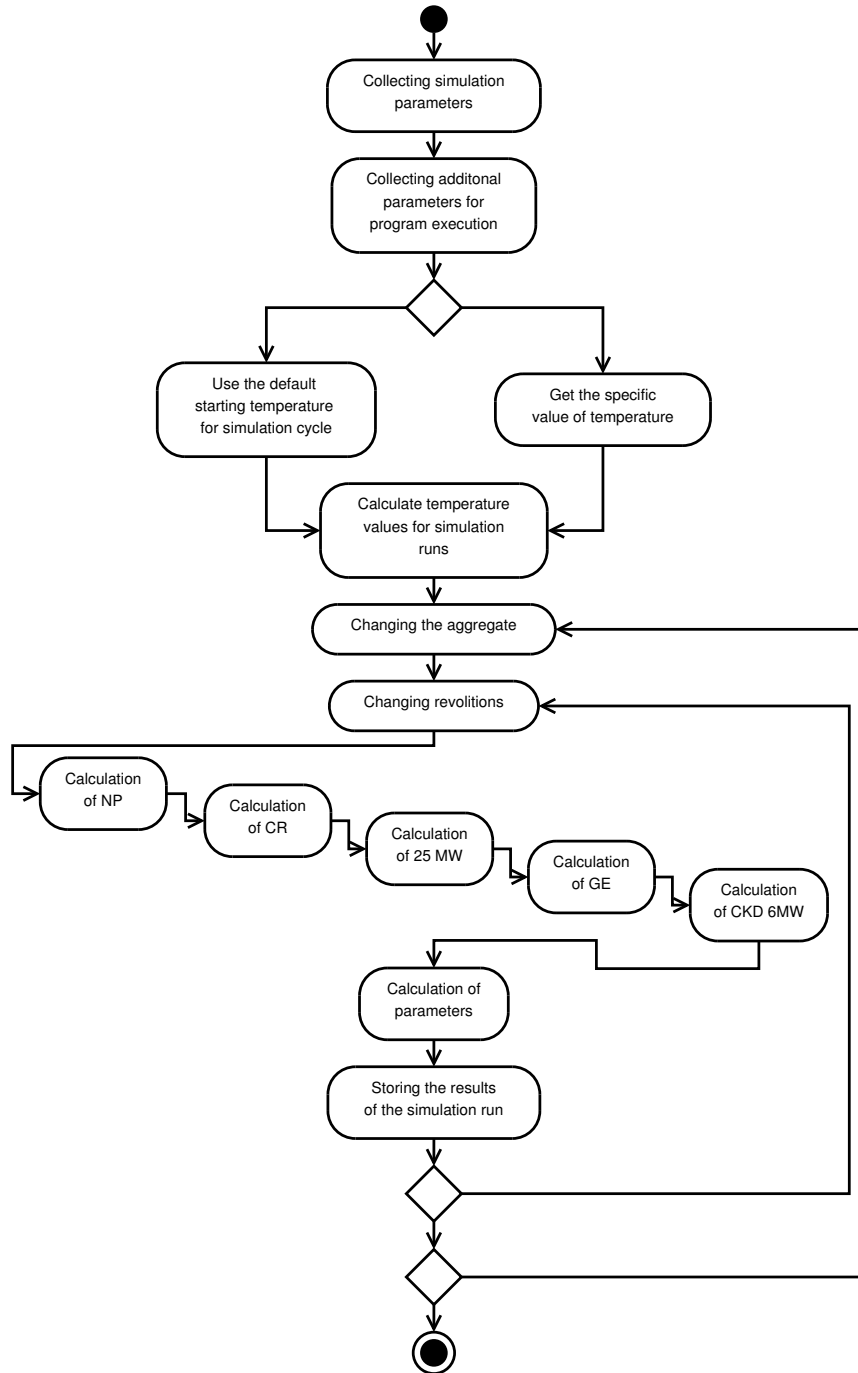 Collecting simulation
parameters
Collecting additonal
parameters for
program execution
Use the default
starting temperature
for simulation cycle
Get the specific
value of temperature
Calculate temperature
values for simulation
runs
Changing the aggregate
Changing revolitions
Calculation
of NP
Calculation
of CR
Calculation
of 25 MW
Calculation
of GE
Calculation
of CKD 6MW
Calculation of
parameters
Storing the results
of the simulation run